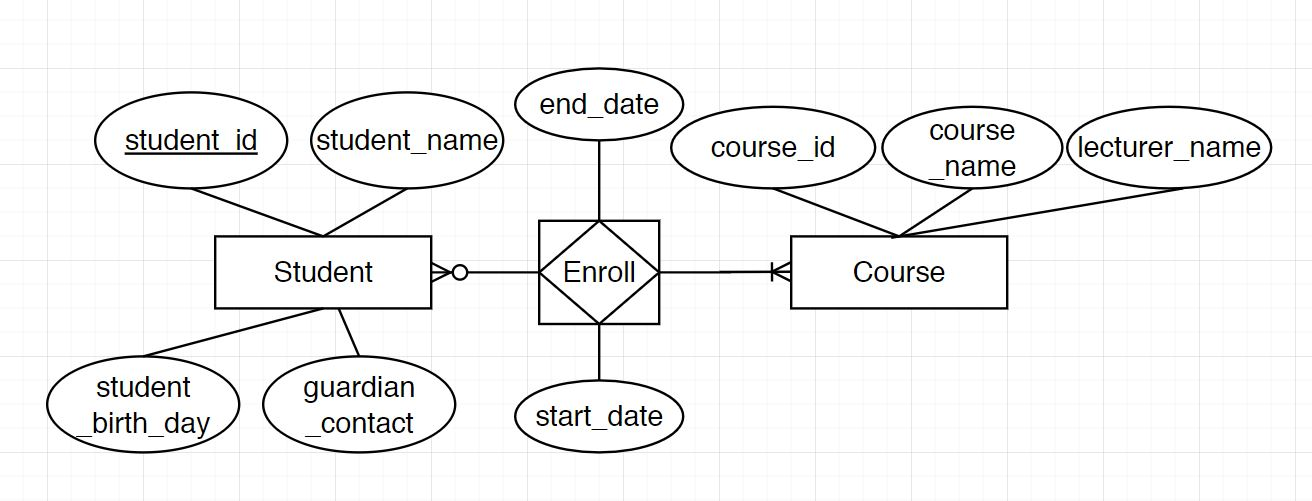 student_id
student_name
end_date
course_id
course
_name
lecturer_name
Student
Enroll
Course
student
_birth_day
guardian
_contact
start_date